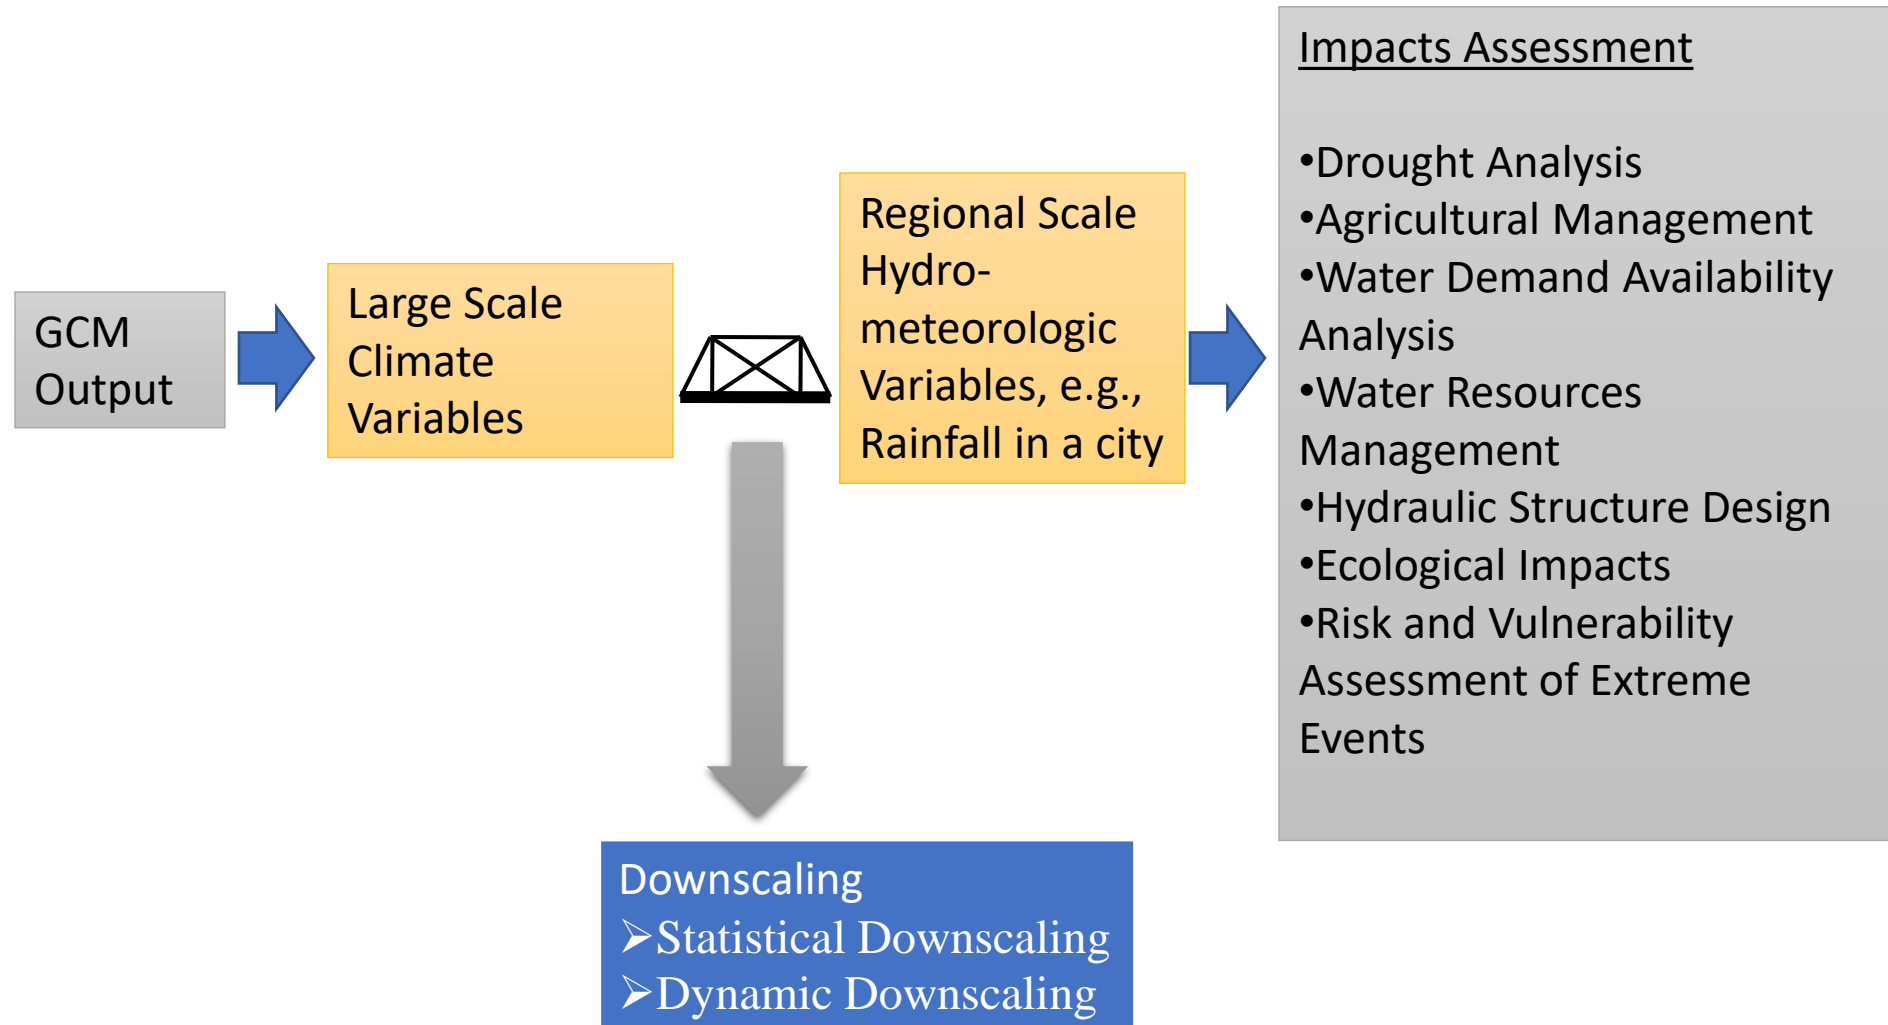 GCM
Output
Large Scale
Climate
Variables
Regional Scale
Hydro-
meteorologic
Variables, e.g.,
Rainfall in a city
Impacts Assessment
•Drought Analysis
•Agricultural Management
•Water Demand Availability
Analysis
•Water Resources
Management
•Hydraulic Structure Design
•Ecological Impacts
•Risk and Vulnerability
Assessment of Extreme
Events
Downscaling
➢Statistical Downscaling
➢Dynamic Downscaling